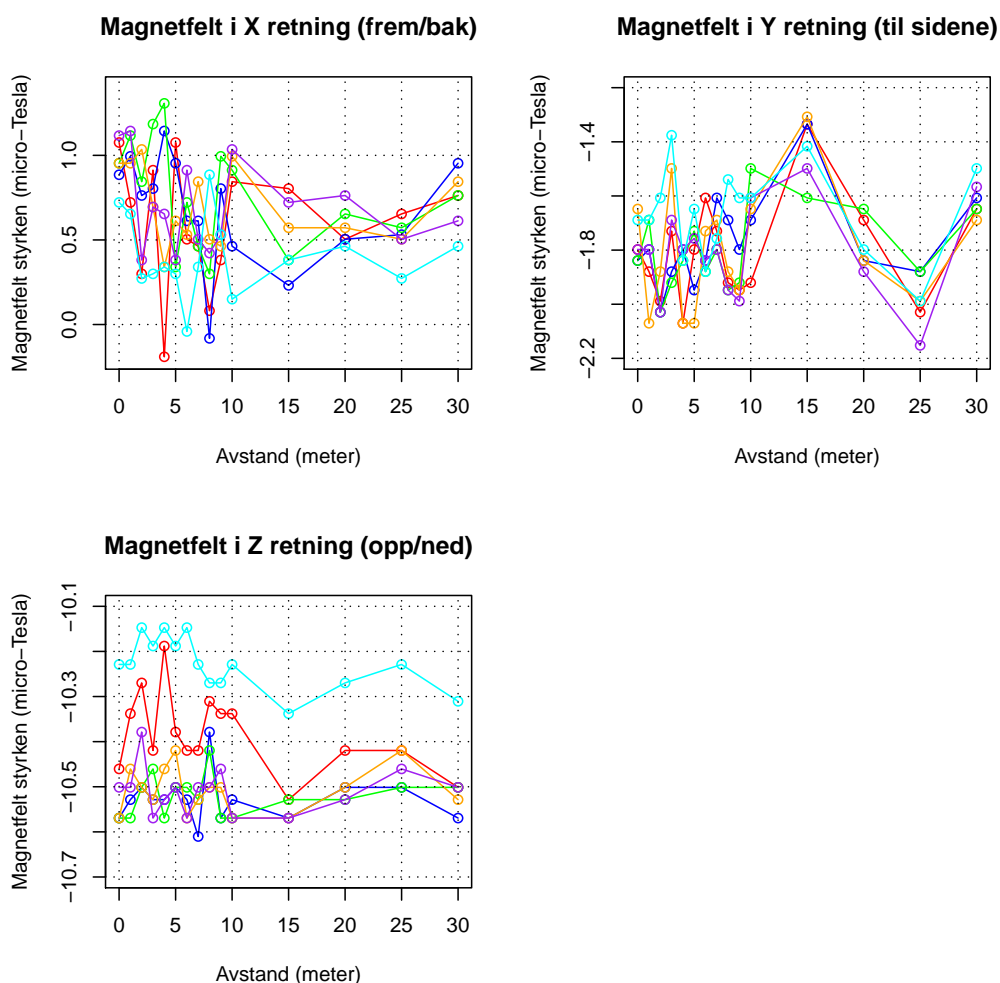 Magnetfelt i X retning (frem/bak)
Magnetfelt styrken (micro−Tesla)
1.0
0.5
0.0
0 5 10 15 20 25 30
Avstand (meter)
Magnetfelt i Y retning (til sidene)
Magnetfelt styrken (micro−Tesla)
−1.4
−1.8
−2.2
0 5 10 15 20 25 30
Avstand (meter)
Magnetfelt i Z retning (opp/ned)
Magnetfelt styrken (micro−Tesla)
−10.1
−10.3
−10.5
−10.7
0 5 10 15 20 25 30
Avstand (meter)